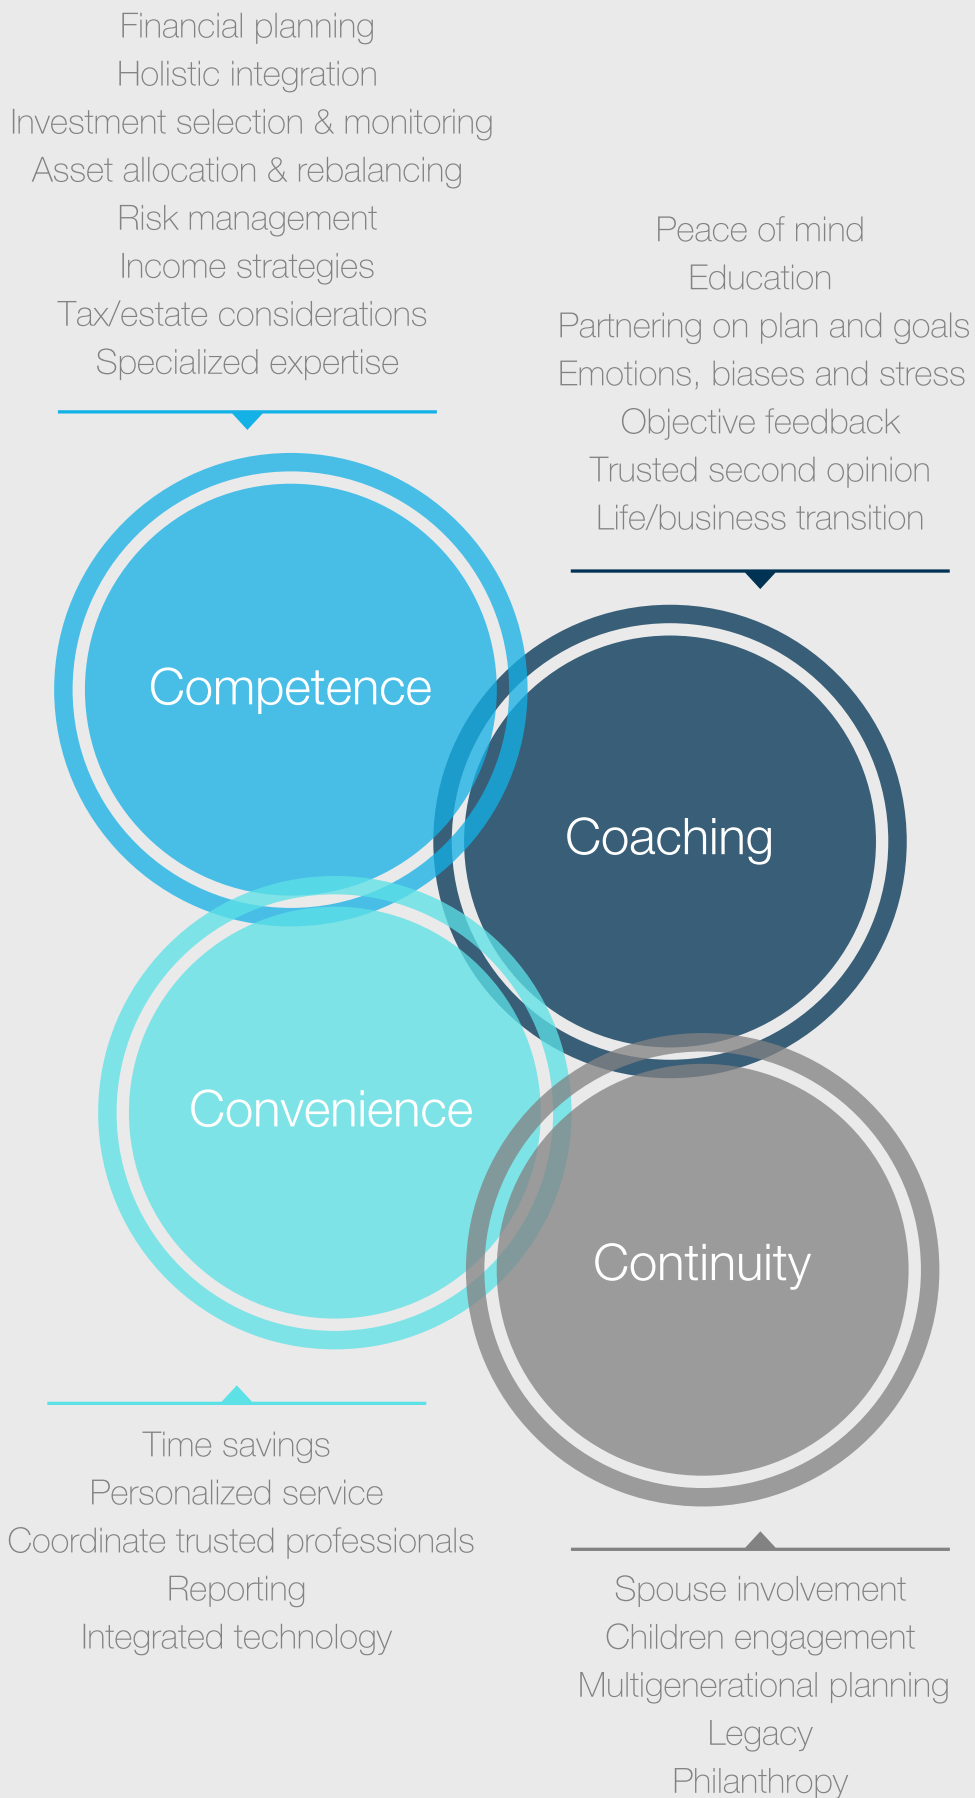 Financial planning
Holistic integration
Investment selection & monitoring
Asset allocation & rebalancing
Risk management
Income strategies
Tax/estate considerations
Specialized expertise
Peace of mind
Education
Partnering on plan and goals
Emotions, biases and stress
Objective feedback
Trusted second opinion
Life/business transition
Competence
Coaching
Convenience
Continuity
Time savings
Personalized service
Coordinate trusted professionals
Reporting
Integrated technology
Spouse involvement
Children engagement
Multigenerational planning
Legacy
Philanthropy